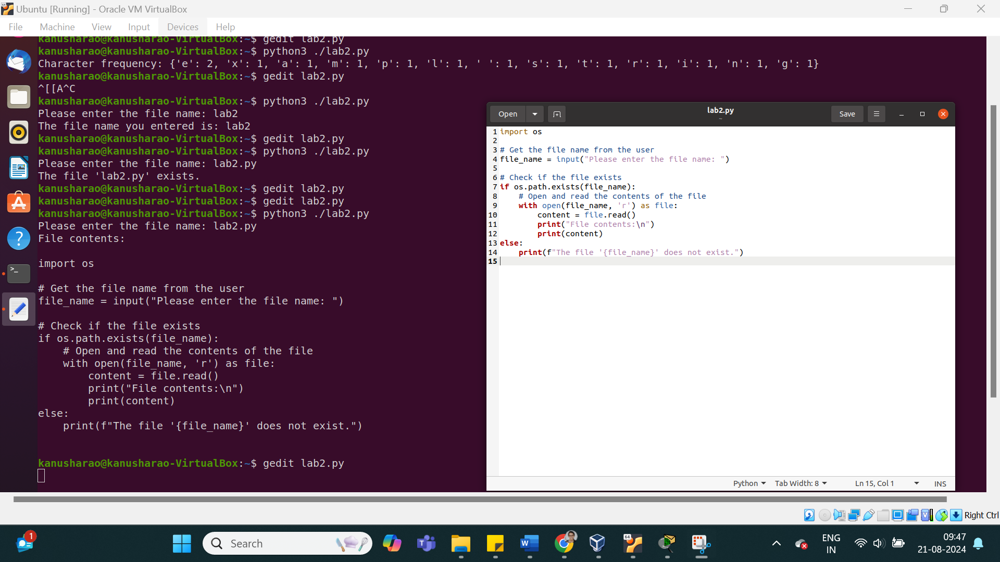 Ubuntu [Running] - Oracle VM VirtualBox
File Machine View Input Devices Help
kanusharao@kanusharao-VirtualBox:~$ gedit lab2.py
kanusharao@kanusharao-VirtualBox:~$ python3 ./lab2.py
Character frequency: {'e': 2, 'x': 1, 'a': 1, 'm': 1, 'p': 1, 'l': 1, ' ': 1, 's': 1, 't': 1, 'r': 1, 'i': 1, 'n': 1, 'g': 1}
kanusharao@kanusharao-VirtualBox:~$ gedit lab2.py
^[[A^C
kanusharao@kanusharao-VirtualBox:~$ python3 ./lab2.py
Please enter the file name: lab2
The file name you entered is: lab2
kanusharao@kanusharao-VirtualBox:~$ gedit lab2.py
kanusharao@kanusharao-VirtualBox:~$ python3 ./lab2.py
Please enter the file name: lab2.py
The file 'lab2.py' exists.
kanusharao@kanusharao-VirtualBox:~$ gedit lab2.py
kanusharao@kanusharao-VirtualBox:~$ gedit lab2.py
kanusharao@kanusharao-VirtualBox:~$ python3 ./lab2.py
Please enter the file name: lab2.py
File contents:
import os
# Get the file name from the user
file_name = input("Please enter the file name: ")
# Check if the file exists
if os.path.exists(file_name):
    # Open and read the contents of the file
    with open(file_name, 'r') as file:
        content = file.read()
        print("File contents:\n")
        print(content)
else:
    print(f"The file '{file_name}' does not exist.")
kanusharao@kanusharao-VirtualBox:~$ gedit lab2.py
Open lab2.py Save
~
1 import os
2
3 # Get the file name from the user
4 file_name = input("Please enter the file name: ")
5
6 # Check if the file exists
7 if os.path.exists(file_name):
8     # Open and read the contents of the file
9     with open(file_name, 'r') as file:
10         content = file.read()
11         print("File contents:\n")
12         print(content)
13 else:
14     print(f"The file '{file_name}' does not exist.")
15
Python Tab Width: 8 Ln 15, Col 1 INS
Right Ctrl
1
Search
T
W
64
ENG
IN
09:47
21-08-2024